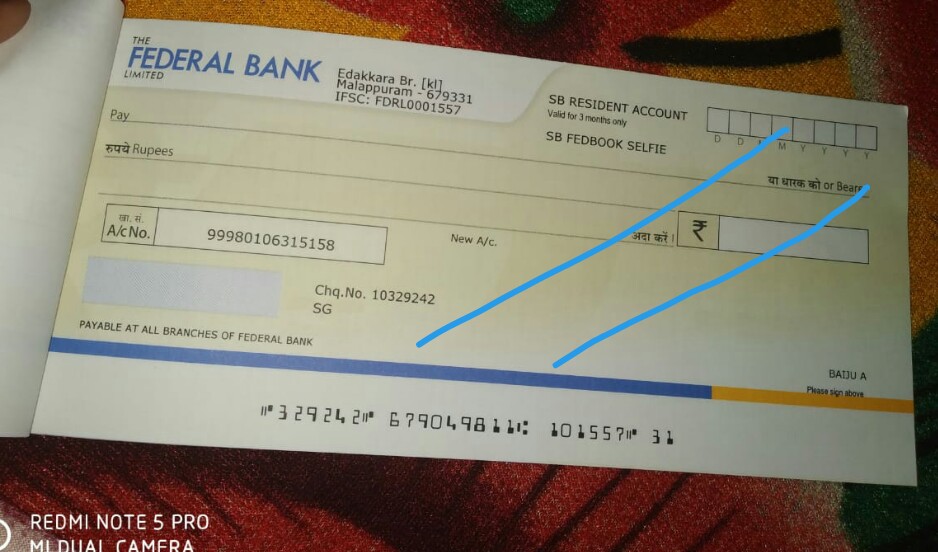 THE
FEDERAL BANK
LIMITED
Edakkara Br. [kl]
Malappuram - 679331
IFSC: FDRL0001557
SB RESIDENT ACCOUNT
Valid for 3 months only
SB FEDBOOK SELFIE
D D M Y Y Y Y
Pay
या धारक को or Bearer
रुपये Rupees
अदा करें।
₹
खा. सं.
A/c No.
99980106315158
New A/c.
Chq.No. 10329242
SG
PAYABLE AT ALL BRANCHES OF FEDERAL BANK
BAIJU A
Please sign above
⑈329242⑈ 679049811⑆ 101557⑈ 31
REDMI NOTE 5 PRO
MI DUAL CAMERA